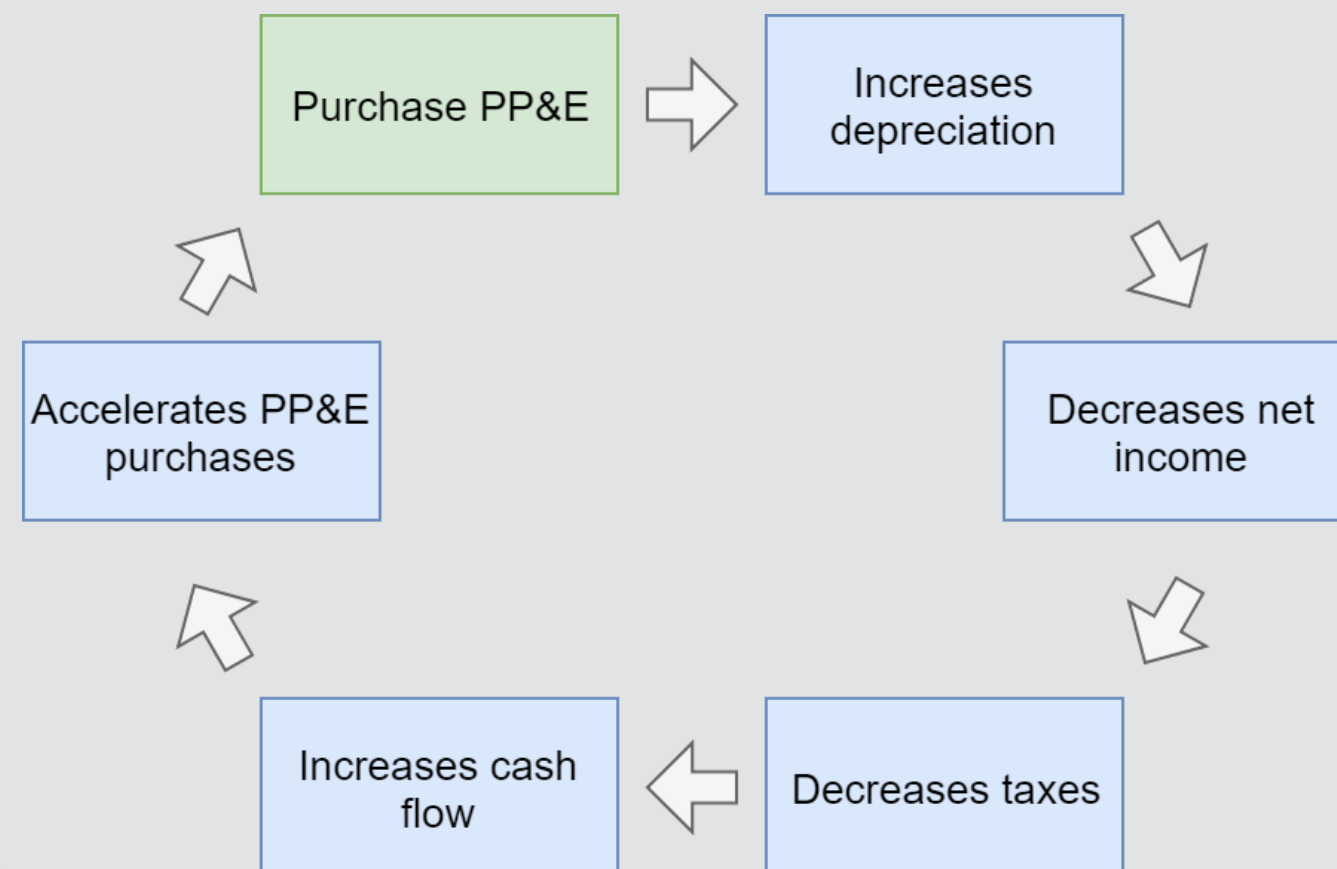 Purchase PP&E
Increases
depreciation
Decreases net
income
Decreases taxes
Increases cash
flow
Accelerates PP&E
purchases